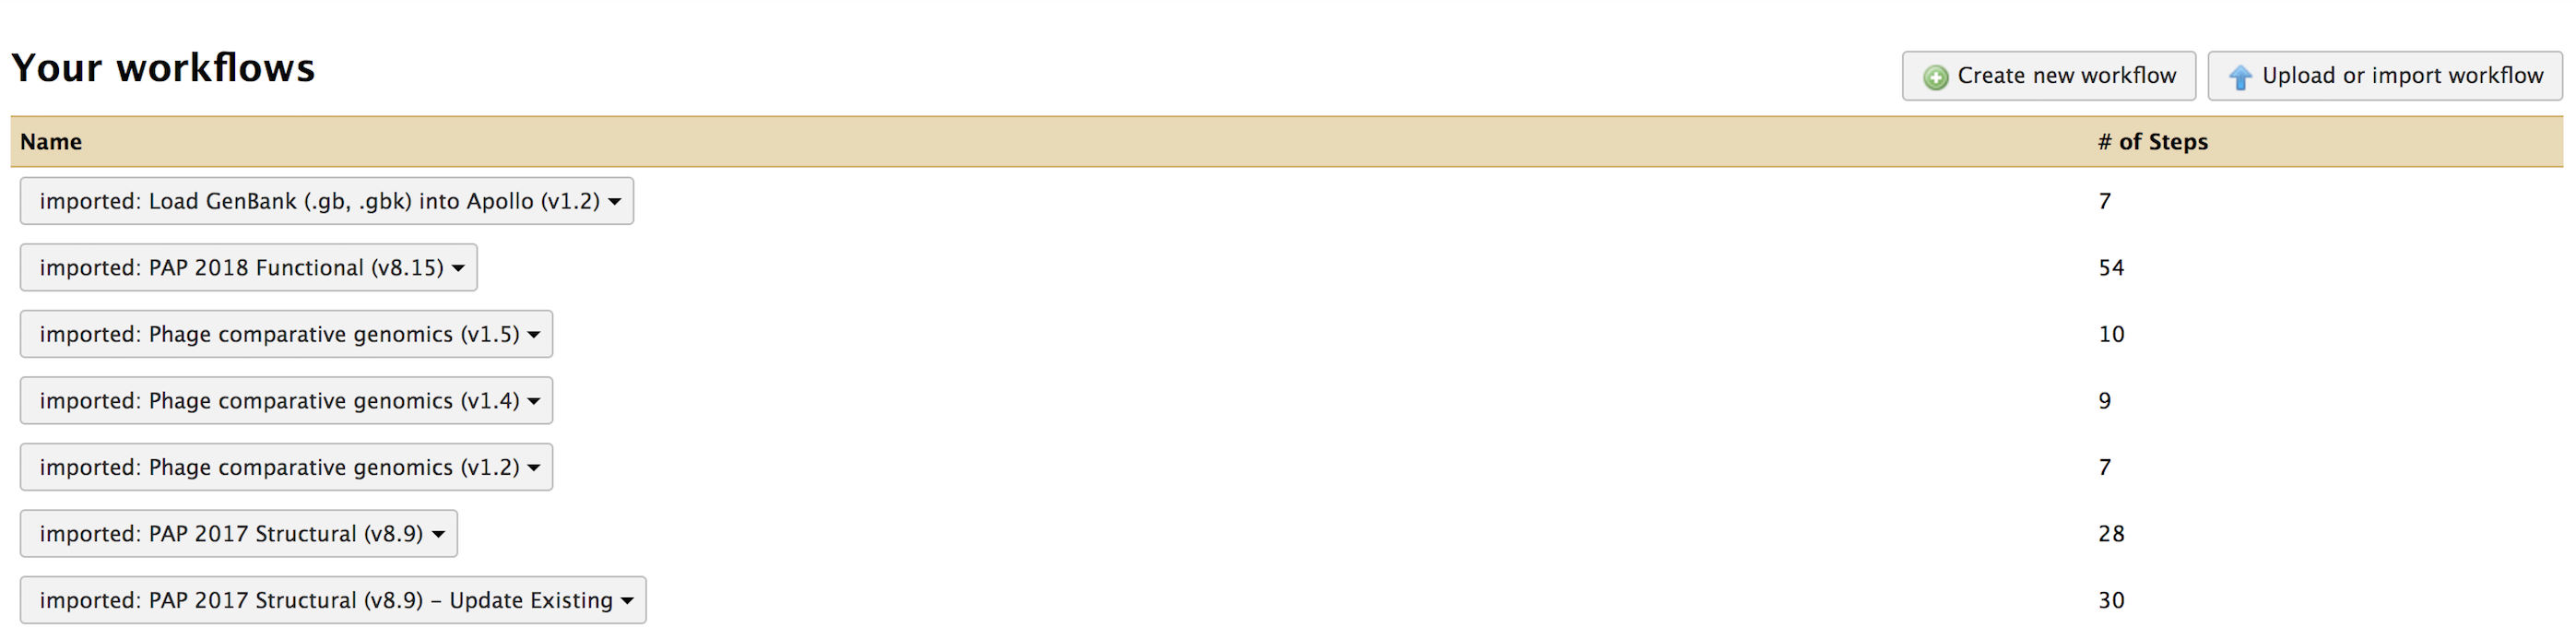 Your workflows
Create new workflow
Upload or import workflow
Name # of Steps
imported: Load GenBank (.gb, .gbk) into Apollo (v1.2) 7
imported: PAP 2018 Functional (v8.15) 54
imported: Phage comparative genomics (v1.5) 10
imported: Phage comparative genomics (v1.4) 9
imported: Phage comparative genomics (v1.2) 7
imported: PAP 2017 Structural (v8.9) 28
imported: PAP 2017 Structural (v8.9) – Update Existing 30